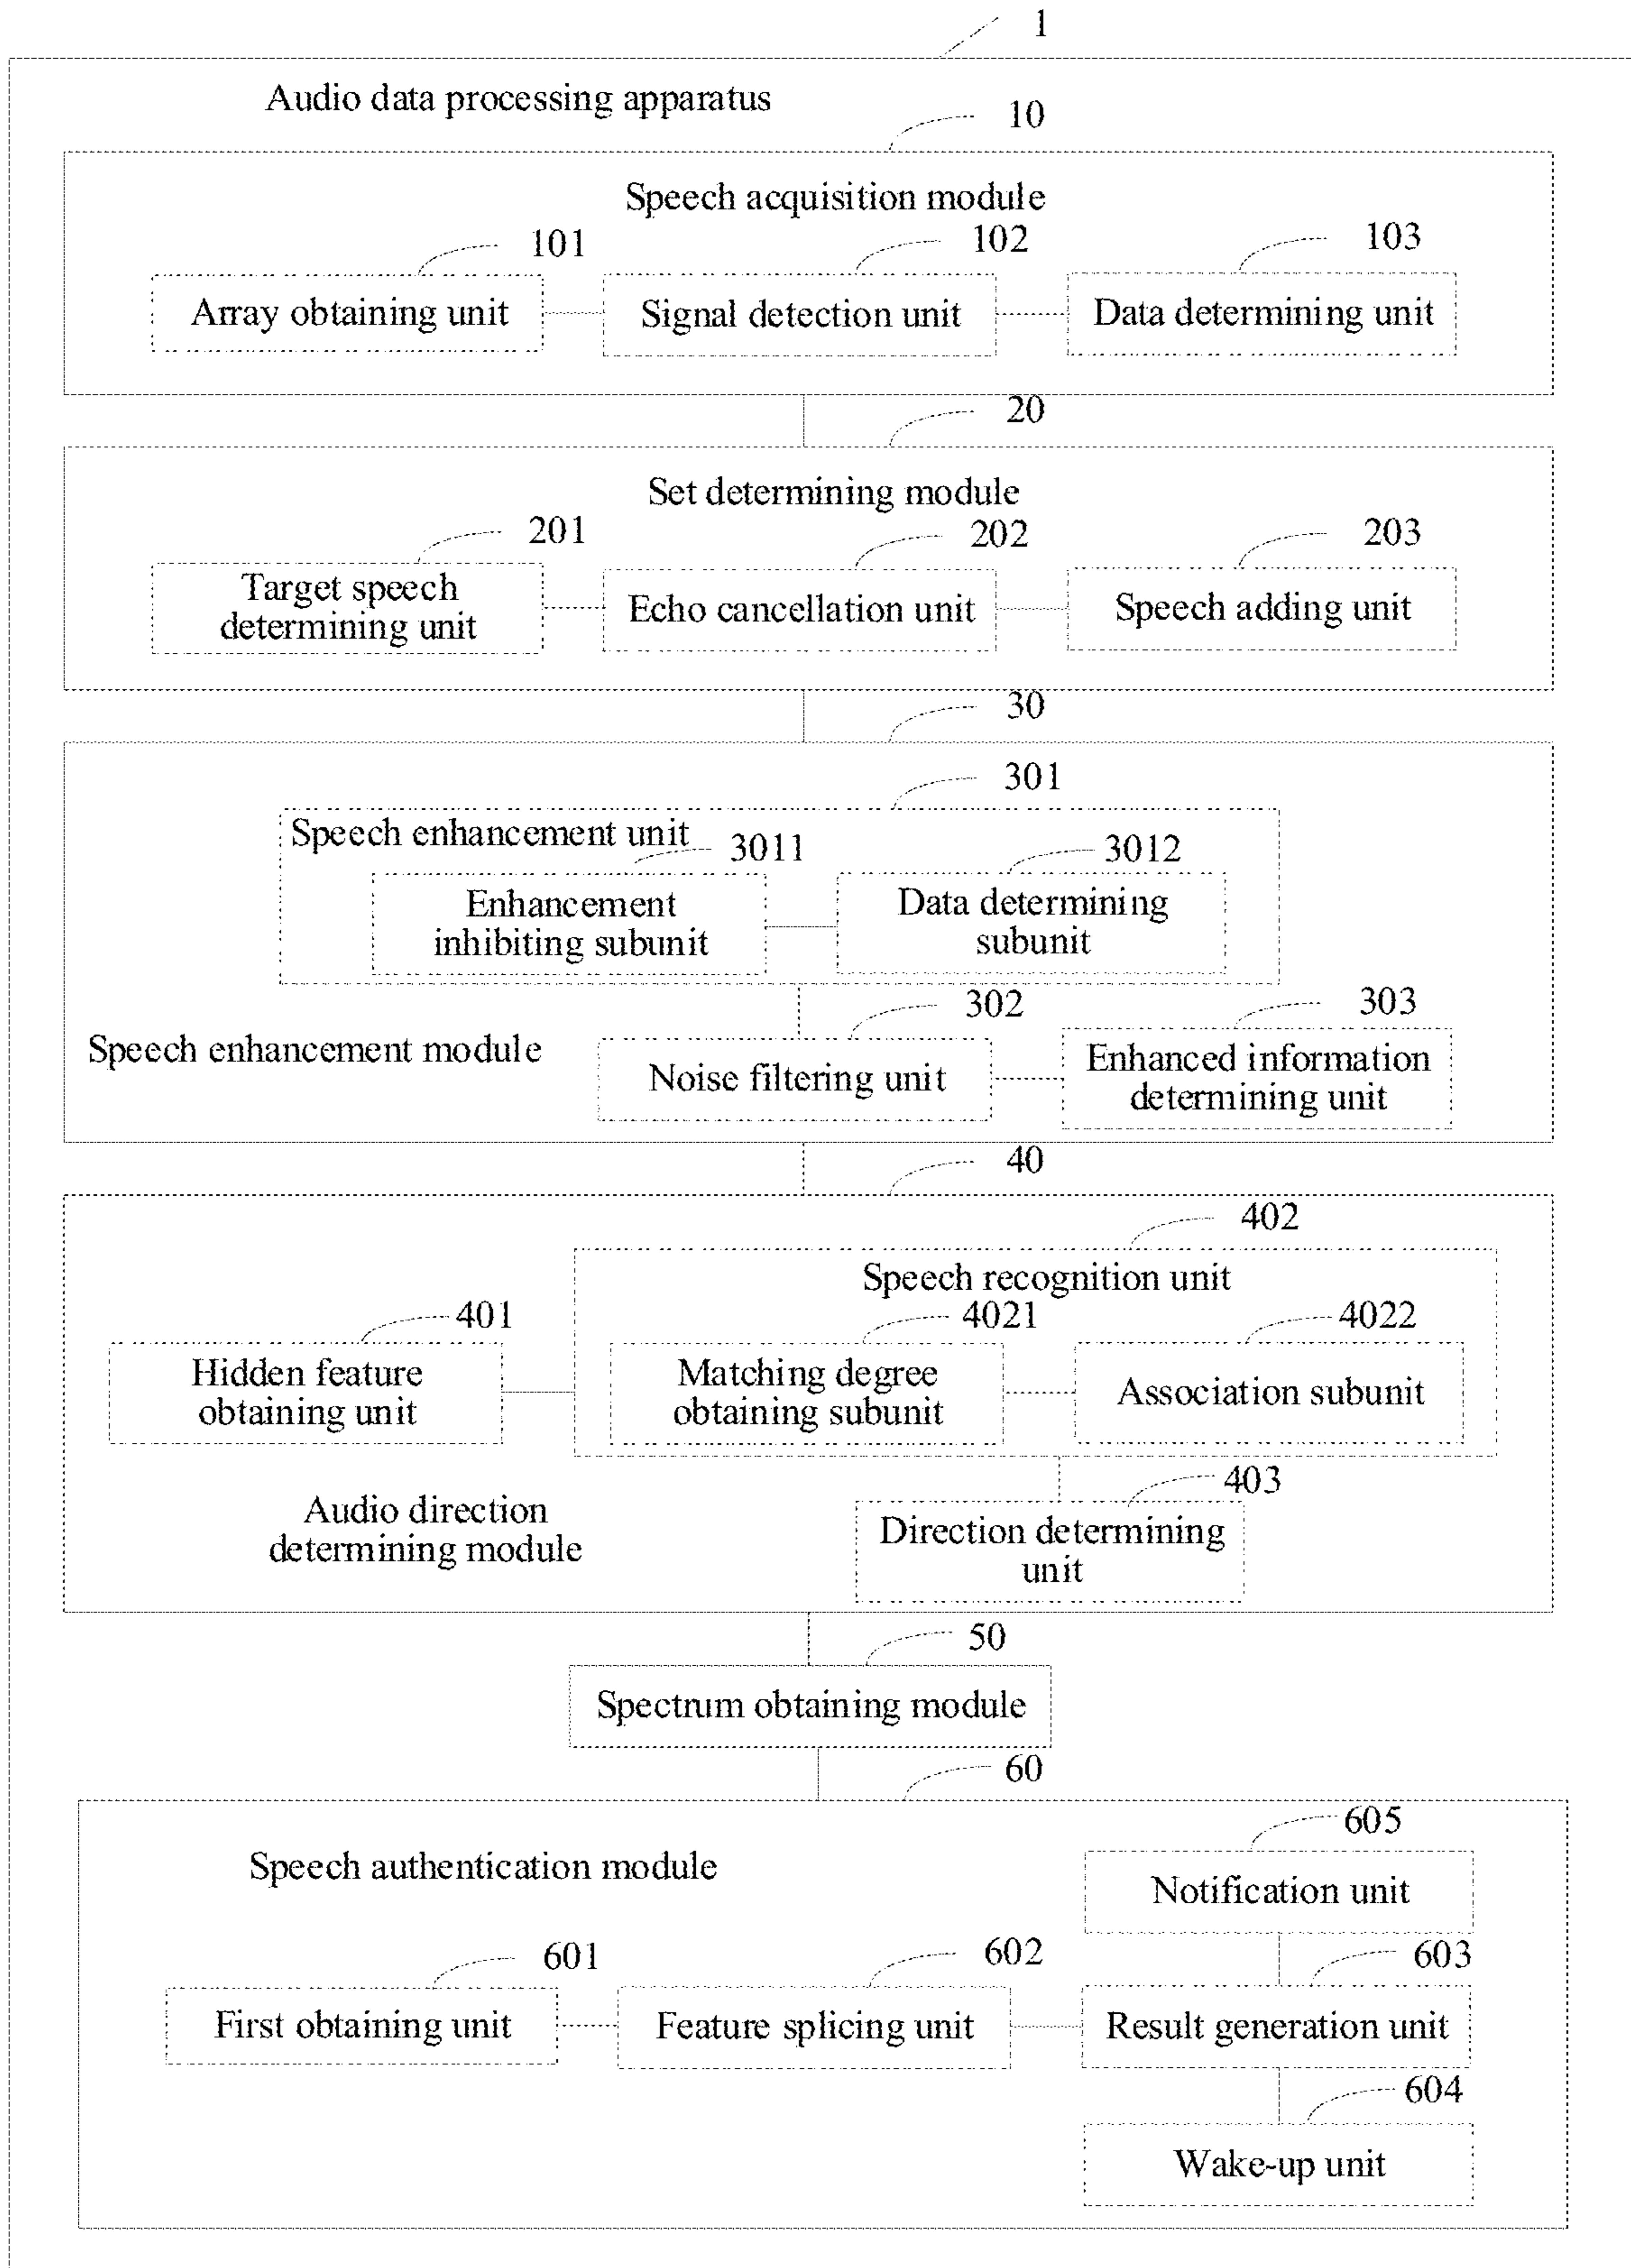 1
Audio data processing apparatus
10
Speech acquisition module
101
102
103
Array obtaining unit
Signal detection unit
Data determining unit
20
Set determining module
201
202
203
Target speech
determining unit
Echo cancellation unit
Speech adding unit
30
301
Speech enhancement unit
3011
3012
Enhancement
inhibiting subunit
Data determining
subunit
302
303
Speech enhancement module
Noise filtering unit
Enhanced information
determining unit
40
402
Speech recognition unit
401
4021
4022
Hidden feature
obtaining unit
Matching degree
obtaining subunit
Association subunit
403
Audio direction
determining module
Direction determining
unit
50
Spectrum obtaining module
60
605
Speech authentication module
Notification unit
601
602
603
First obtaining unit
Feature splicing unit
Result generation unit
604
Wake-up unit